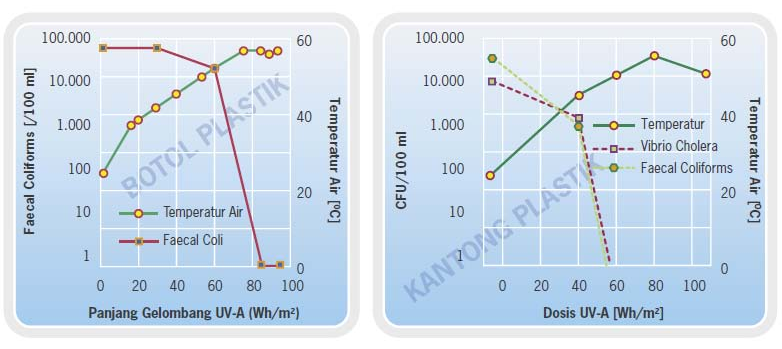 Faecal Coliforms [/100 ml]
100.000
10.000
1.000
100
10
1
60
40
20
0
Temperatur Air [ºC]
BOTOL PLASTIK
Temperatur Air
Faecal Coli
0 20 40 60 80 100
Panjang Gelombang UV-A (Wh/m²)
CFU/100 ml
100.000
10.000
1.000
100
10
1
60
40
20
0
Temperatur Air [ºC]
KANTONG PLASTIK
Temperatur
Vibrio Cholera
Faecal Coliforms
0 20 40 60 80 100
Dosis UV-A [Wh/m²]